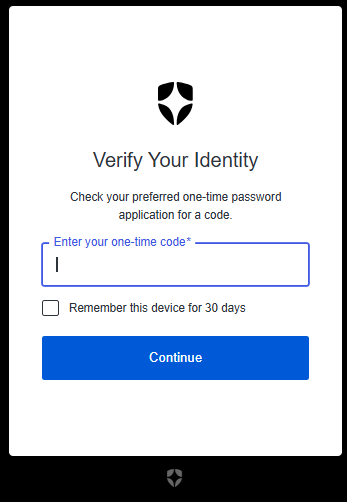 Verify Your Identity
Check your preferred one-time password
application for a code.
Enter your one-time code*
Remember this device for 30 days
Continue